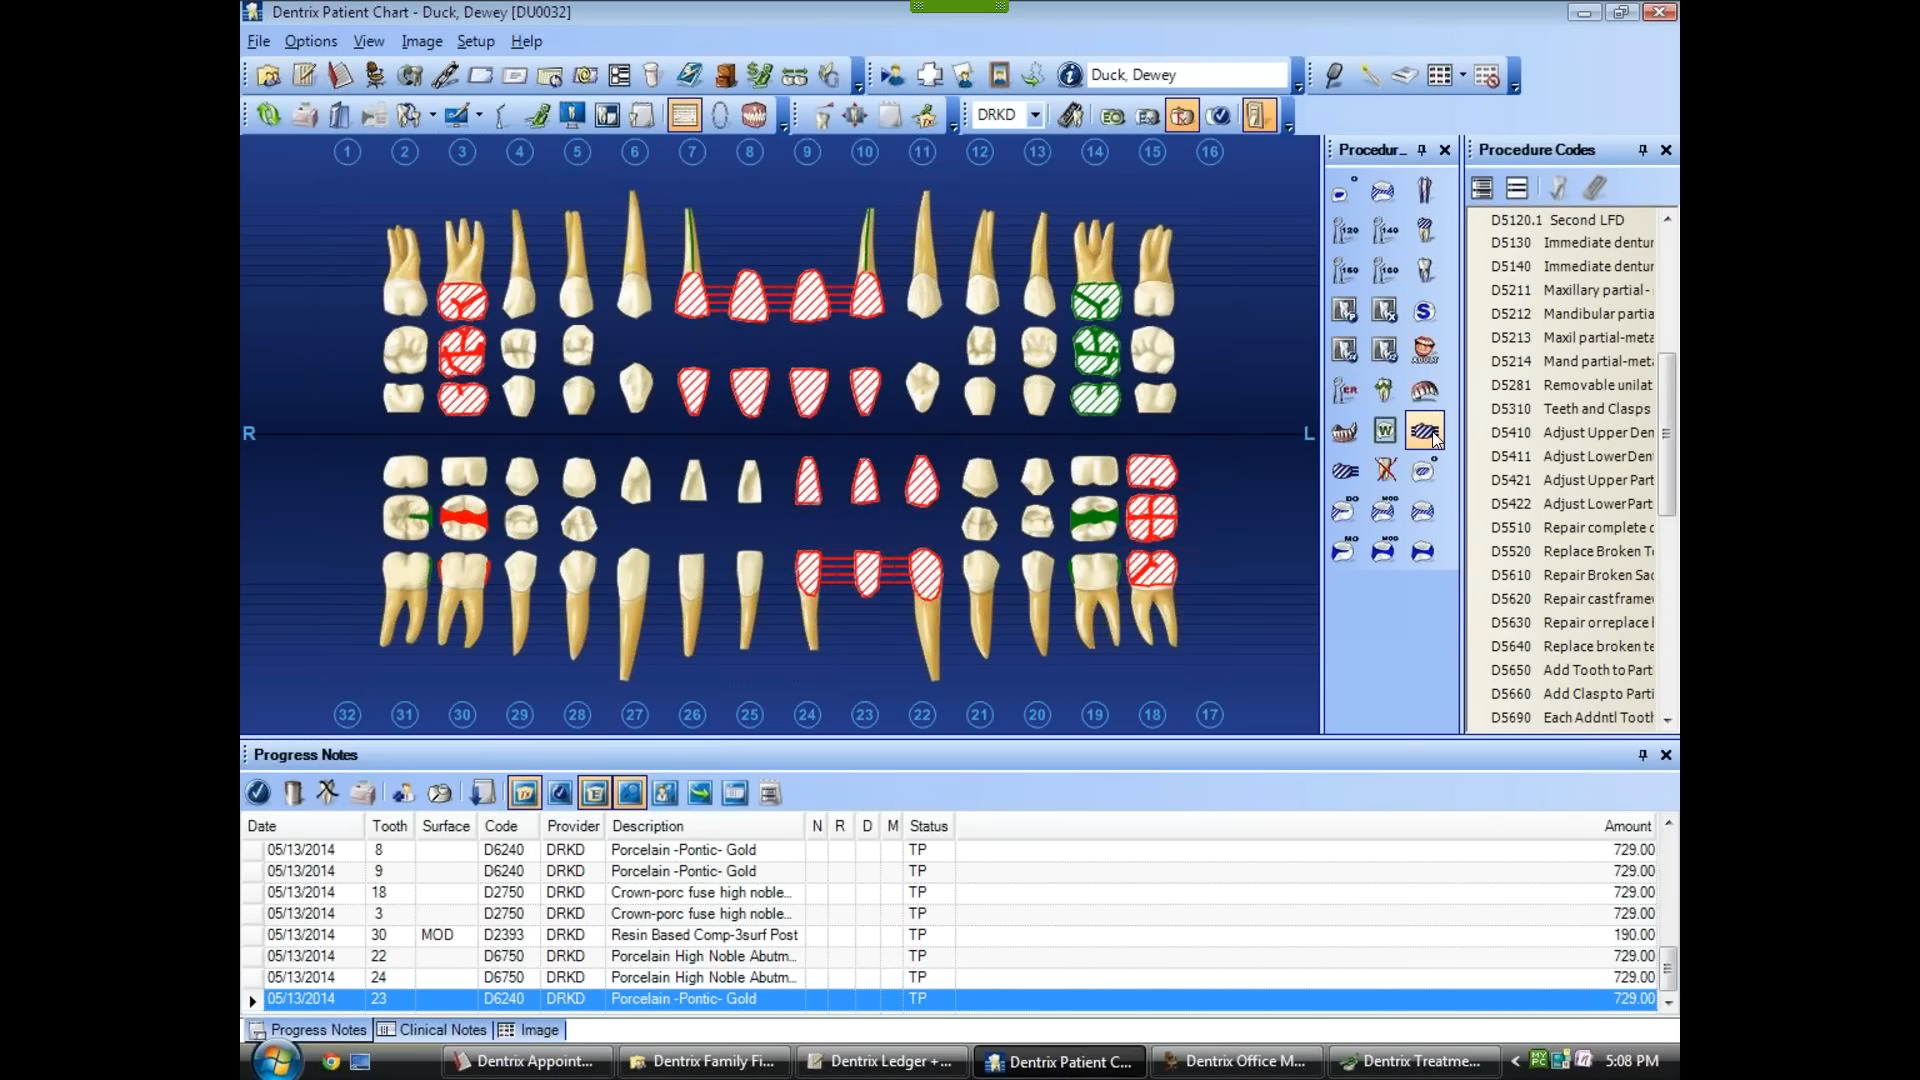 Dentrix Patient Chart - Duck, Dewey [DU0032]
File Options View Image Setup Help
Duck, Dewey
DRKD
1 2 3 4 5 6 7 8 9 10 11 12 13 14 15 16
R L
32 31 30 29 28 27 26 25 24 23 22 21 20 19 18 17
Procedur...
120 140
W
S
DO MOD
MO MOD
Procedure Codes
D5120.1 Second LFD
D5130 Immediate dentur
D5140 Immediate dentur
D5211 Maxillary partial-
D5212 Mandibular partia
D5213 Maxil partial-meta
D5214 Mand partial-meta
D5281 Removable unilat
D5310 Teeth and Clasps
D5410 Adjust Upper Den
D5411 Adjust LowerDen
D5421 Adjust Upper Part
D5422 Adjust LowerPart
D5510 Repair complete d
D5520 Replace Broken T
D5610 Repair Broken Sad
D5620 Repair castframe
D5630 Repair orreplace
D5640 Replace broken te
D5650 Add Tooth to Part
D5660 Add Claspto Parti
D5690 Each Addntl Tooth
Progress Notes
Date Tooth Surface Code Provider Description N R D M Status Amount
05/13/2014 8 D6240 DRKD Porcelain -Pontic- Gold TP 729.00
05/13/2014 9 D6240 DRKD Porcelain -Pontic- Gold TP 729.00
05/13/2014 18 D2750 DRKD Crown-porc fuse high noble... TP 729.00
05/13/2014 3 D2750 DRKD Crown-porc fuse high noble... TP 729.00
05/13/2014 30 MOD D2393 DRKD Resin Based Comp-3surf Post TP 190.00
05/13/2014 22 D6750 DRKD Porcelain High Noble Abutm... TP 729.00
05/13/2014 24 D6750 DRKD Porcelain High Noble Abutm... TP 729.00
05/13/2014 23 D6240 DRKD Porcelain -Pontic- Gold TP 729.00
Progress Notes Clinical Notes Image
Dentrix Appoint... Dentrix Family Fi... Dentrix Ledger +... Dentrix Patient C... Dentrix Office M... Dentrix Treatme... 5:08 PM